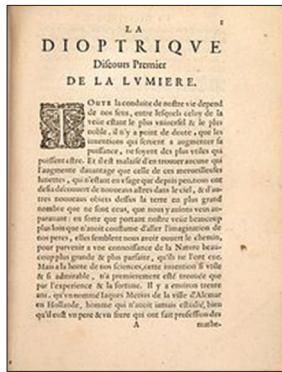 1
LA
DIOPTRIQVE
Discours Premier
DE LA LVMIERE.
TOVTE la conduite de nostre vie depend
de nos sens, entre lesquels celuy de la
veüe estant le plus vniuersel & le plus
noble, il n'y a point de doute, que les
inuentions qui seruent a augmenter sa
puissance, ne soyent des plus vtiles qui
puissent estre. Et il est malaisé d'en trouuer aucune qui
l'augmente dauantage que celle de ces merueilleuses
lunettes, qui n'estant en vsage que depuis peu, nous ont
desia découuert de nouueaus astres dans le ciel, & d'au-
tres nouueaus obiets dessus la terre en plus grand
nombre que ne sont ceus, que nous y auions veus au-
parauant: en sorte que portant nostre veüe beaucoup
plus loin que n'auoit coustume d'aller l'imagination de
nos peres, elles semblent nous auoir ouuert le chemin,
pour paruenir a vne connoissance de la Nature beau-
coup plus grande & plus parfaite, qu'ils ne l'ont eue.
Mais a la honte de nos sciences, cette inuention si vtile
& si admirable, n'a premierement esté trouuée que
par l'experience & la fortune. Il y a enuiron trente
ans, qu'vn nommé Iaques Metius de la ville d'Alcmar
en Hollande, homme qui n'auoit iamais estudié, bien
qu'il eust vn pere & vn frere qui ont fait profession des
A
mathe-